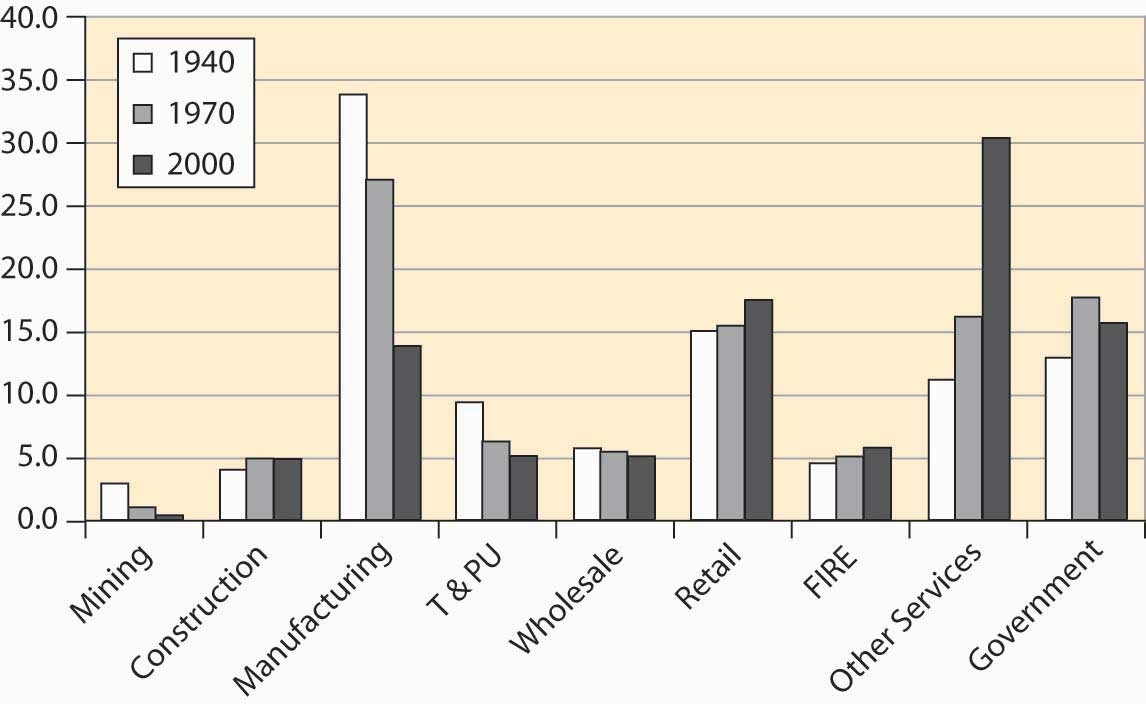 40.0
35.0
30.0
25.0
20.0
15.0
10.0
5.0
0.0
1940
1970
2000
Mining
Construction
Manufacturing
T & PU
Wholesale
Retail
FIRE
Other Services
Government